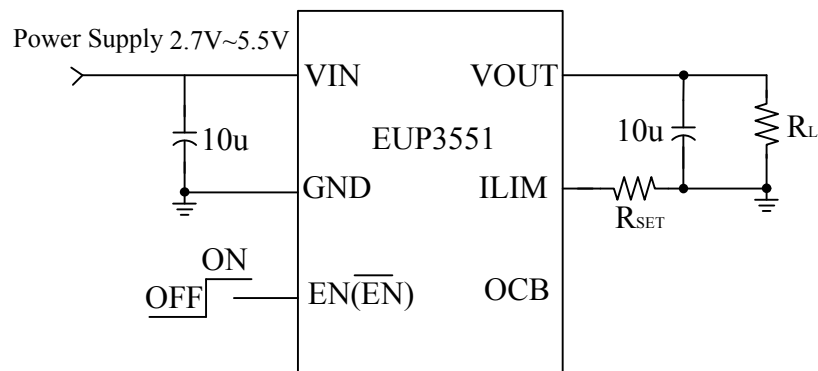 Power Supply 2.7V~5.5V
VIN
VOUT
10u
EUP3551
10u
RL
GND
ILIM
RSET
ON
OFF
EN(EN)
OCB